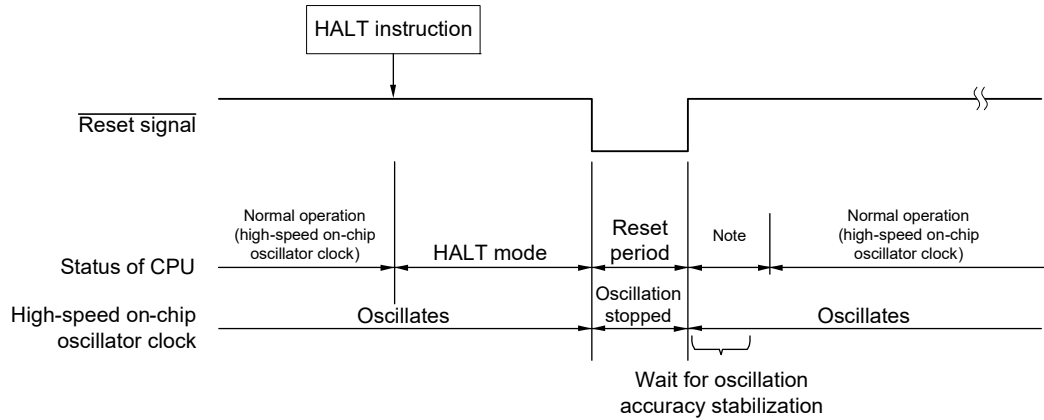 HALT instruction
Reset signal
Normal operation
(high-speed on-chip
oscillator clock)
Reset
period
Note
Normal operation
(high-speed on-chip
oscillator clock)
Status of CPU
HALT mode
High-speed on-chip
oscillator clock
Oscillates
Oscillation
stopped
Oscillates
Wait for oscillation
accuracy stabilization